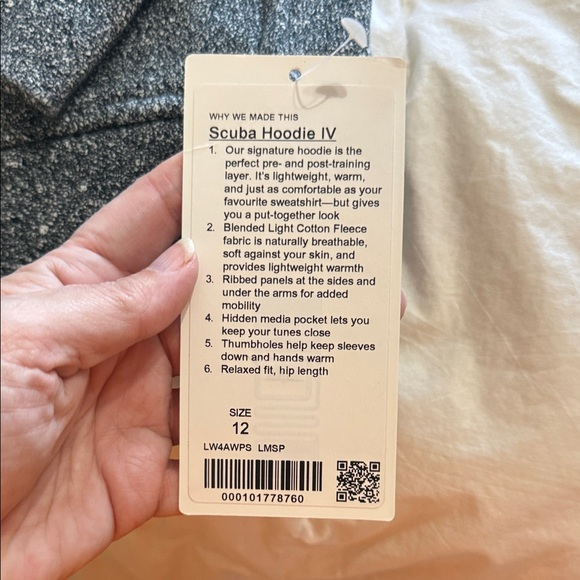 WHY WE MADE THIS
Scuba Hoodie IV
1. Our signature hoodie is the
perfect pre- and post-training
layer. It's lightweight, warm,
and just as comfortable as your
favourite sweatshirt—but gives
you a put-together look
2. Blended Light Cotton Fleece
fabric is naturally breathable,
soft against your skin, and
provides lightweight warmth
3. Ribbed panels at the sides and
under the arms for added
mobility
4. Hidden media pocket lets you
keep your tunes close
5. Thumbholes help keep sleeves
down and hands warm
6. Relaxed fit, hip length
SIZE
12
LW4AWPS LMSP
000101778760